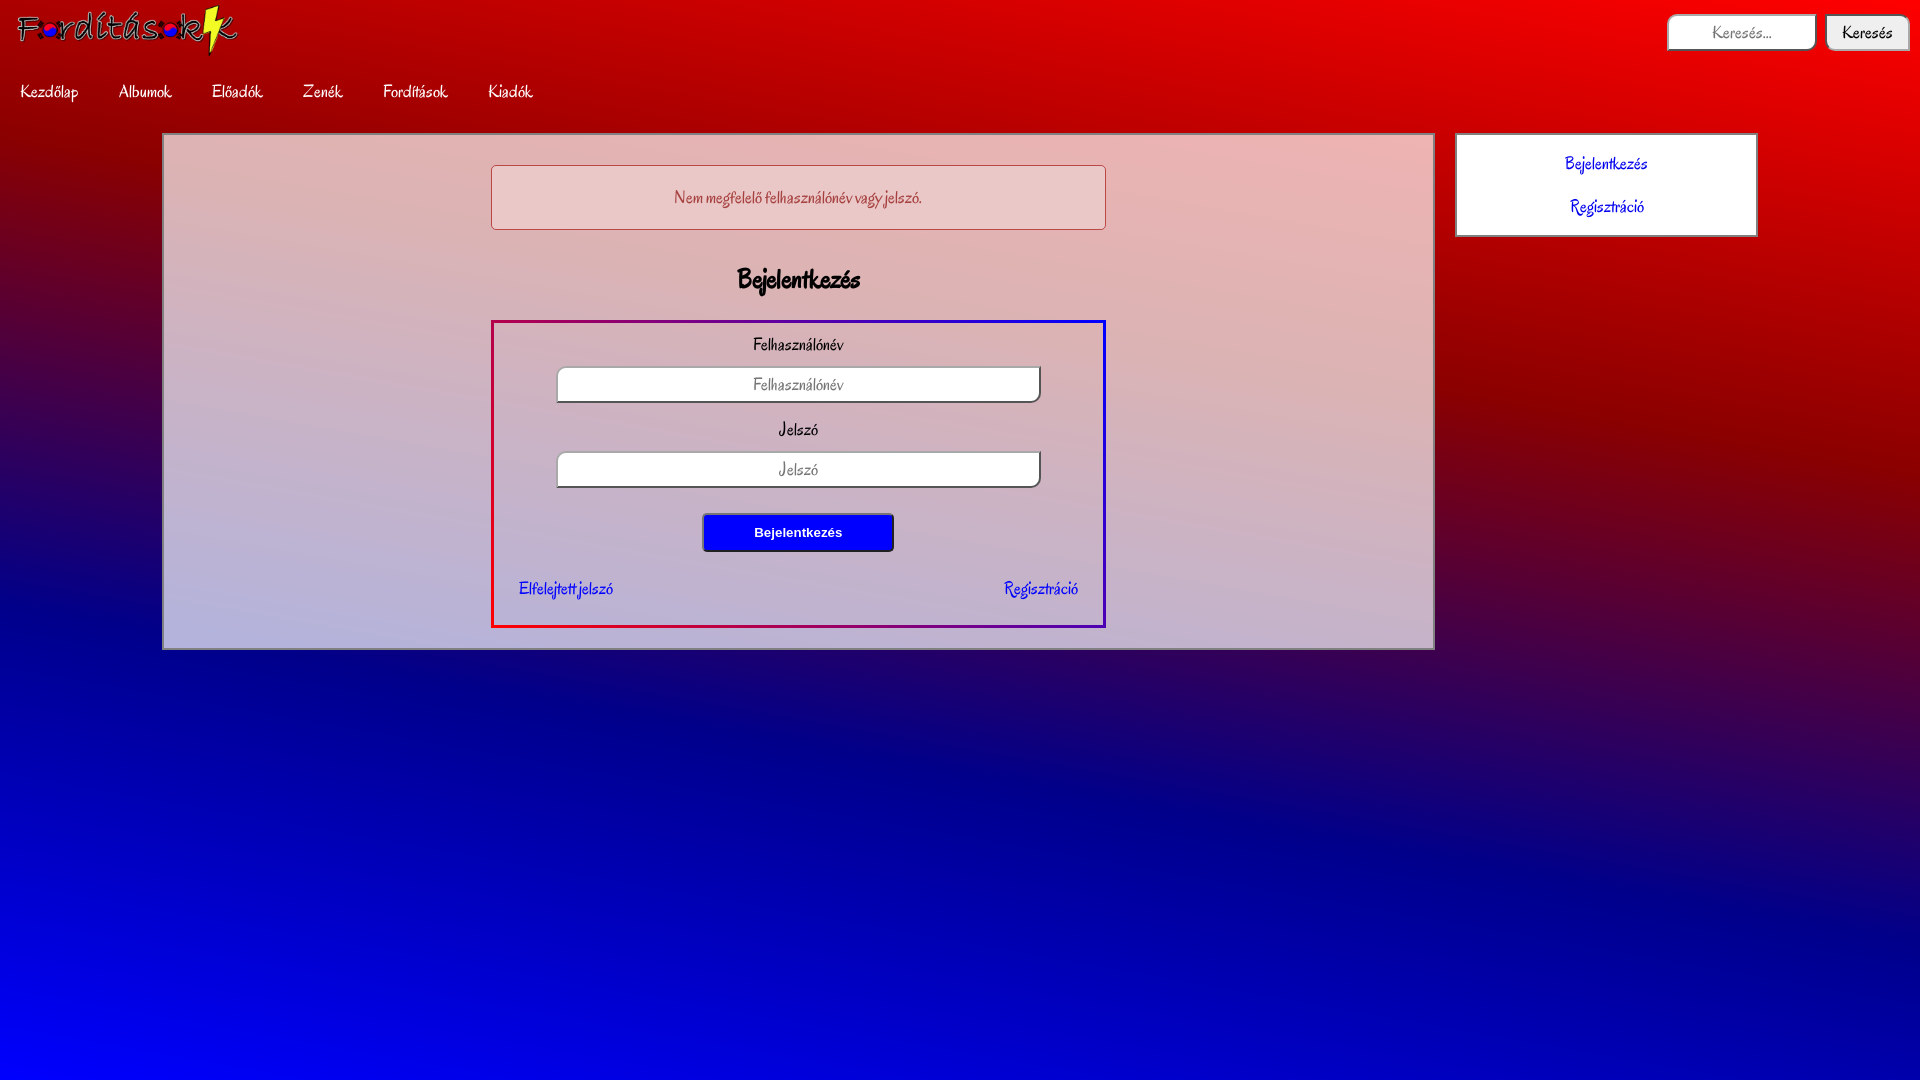 FordításokK
Keresés...
Keresés
Kezdőlap
Albumok
Előadók
Zenék
Fordítások
Kiadók
Nem megfelelő felhasználónév vagy jelszó.
Bejelentkezés
Felhasználónév
Felhasználónév
Jelszó
Jelszó
Bejelentkezés
Elfelejtett jelszó
Regisztráció
Bejelentkezés
Regisztráció